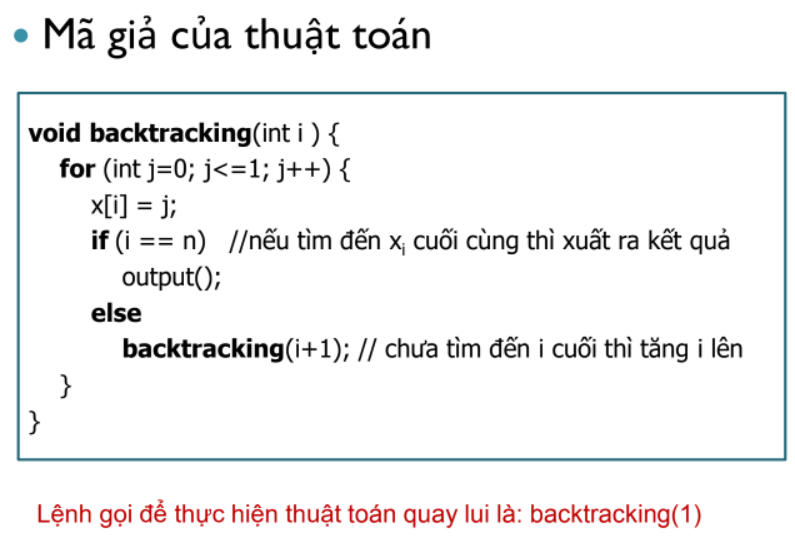 • Mã giả của thuật toán
void backtracking(int i ) {
for (int j=0; j<=1; j++) {
x[i] = j;
if (i == n) //nếu tìm đến xᵢ cuối cùng thì xuất ra kết quả
output();
else
backtracking(i+1); // chưa tìm đến i cuối thì tăng i lên
}
}
Lệnh gọi để thực hiện thuật toán quay lui là: backtracking(1)